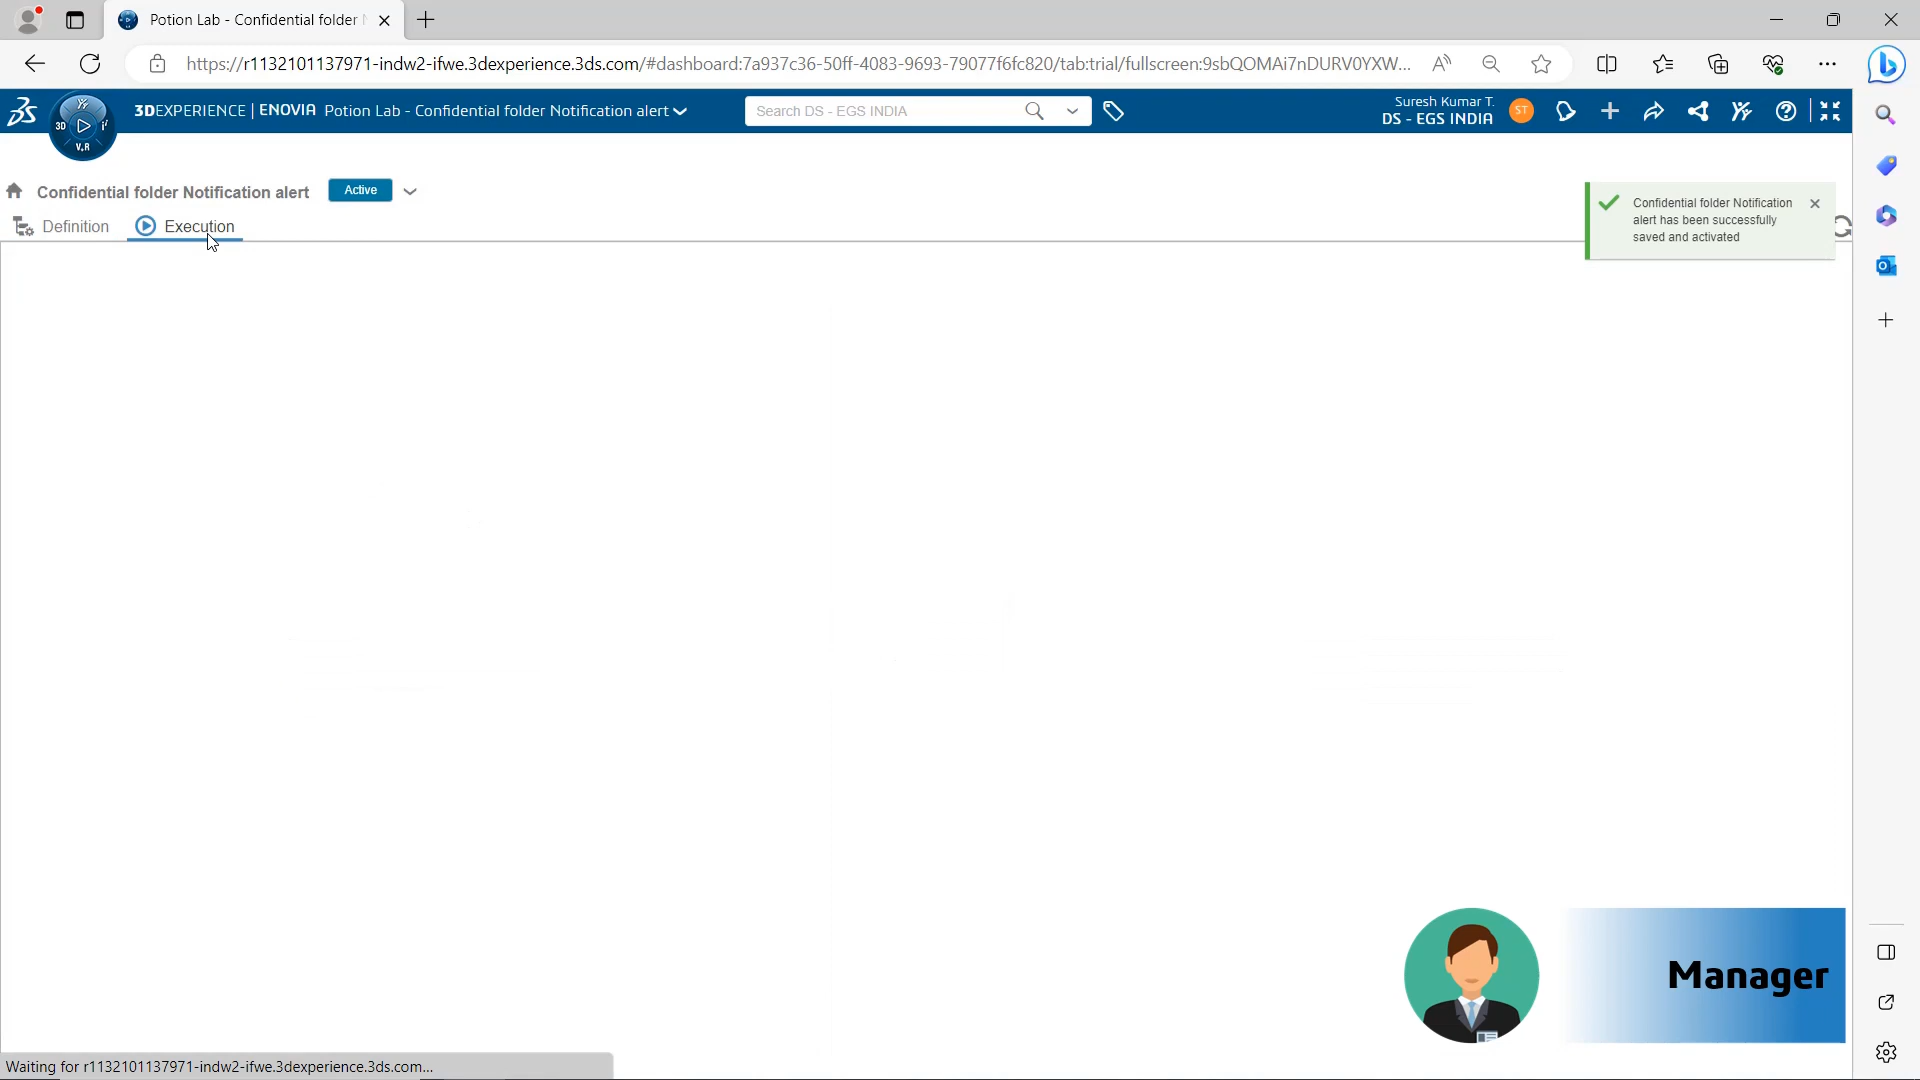 Potion Lab - Confidential folder
https://r1132101137971-indw2-ifwe.3dexperience.3ds.com/#dashboard:7a937c36-50ff-4083-9693-79077f6fc820/tab:trial/fullscreen:9sbQOMAi7nDURV0YXW...
3DEXPERIENCE | ENOVIA Potion Lab - Confidential folder Notification alert
Search DS - EGS INDIA
Suresh Kumar T.
DS - EGS INDIA
ST
3D
V.R
Confidential folder Notification alert
Active
Definition
Execution
Confidential folder Notification
alert has been successfully
saved and activated
Manager
Waiting for r1132101137971-indw2-ifwe.3dexperience.3ds.com...